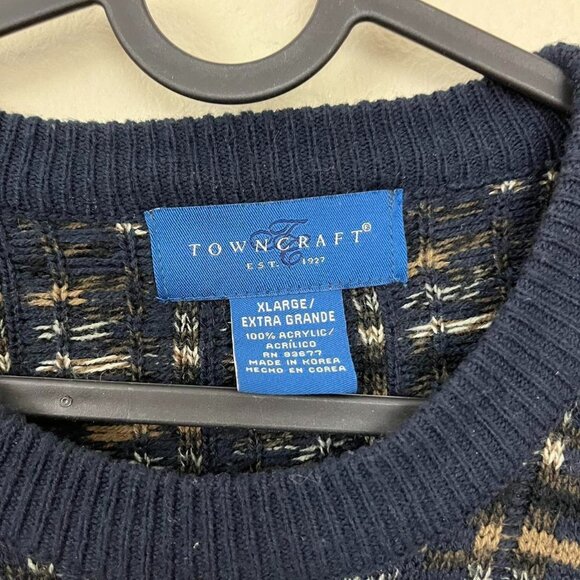 TOWNCRAFT®
EST. 1927
XLARGE/
EXTRA GRANDE
100% ACRYLIC/
ACRÍLICO
RN 93677
MADE IN KOREA
HECHO EN COREA